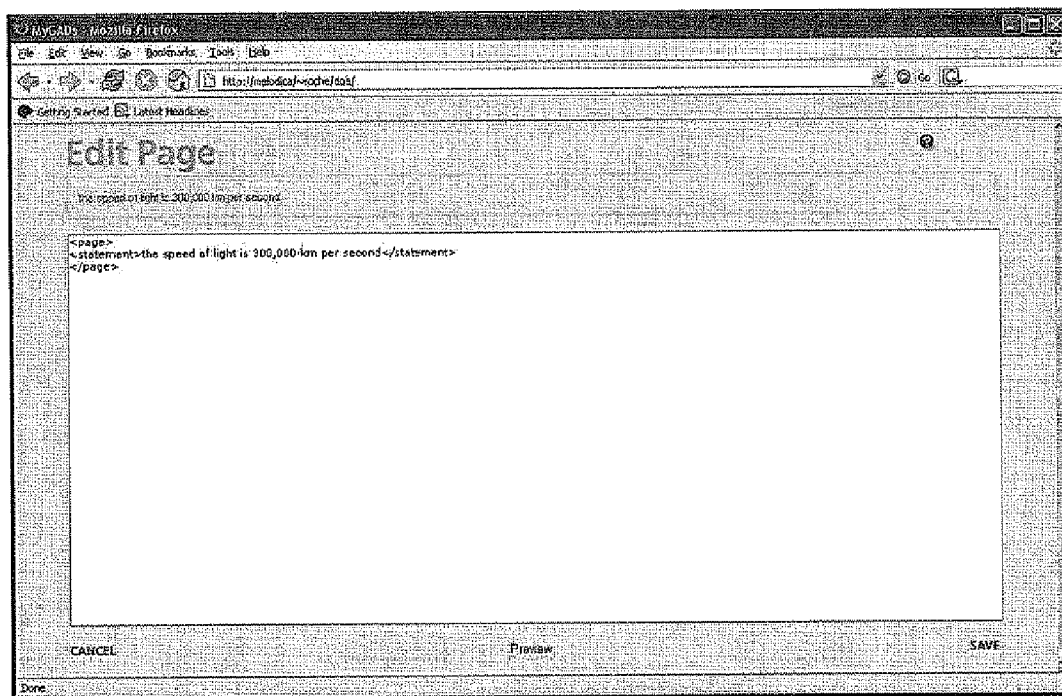 MyCADs - Mozilla Firefox
File Edit View Go Bookmarks Tools Help
Go
Getting Started Latest Headlines
Edit Page
the speed of light is 300,000 km per second
<page>
<statement>the speed of light is 300,000 km per second</statement>
</page>
CANCEL Preview SAVE
Done